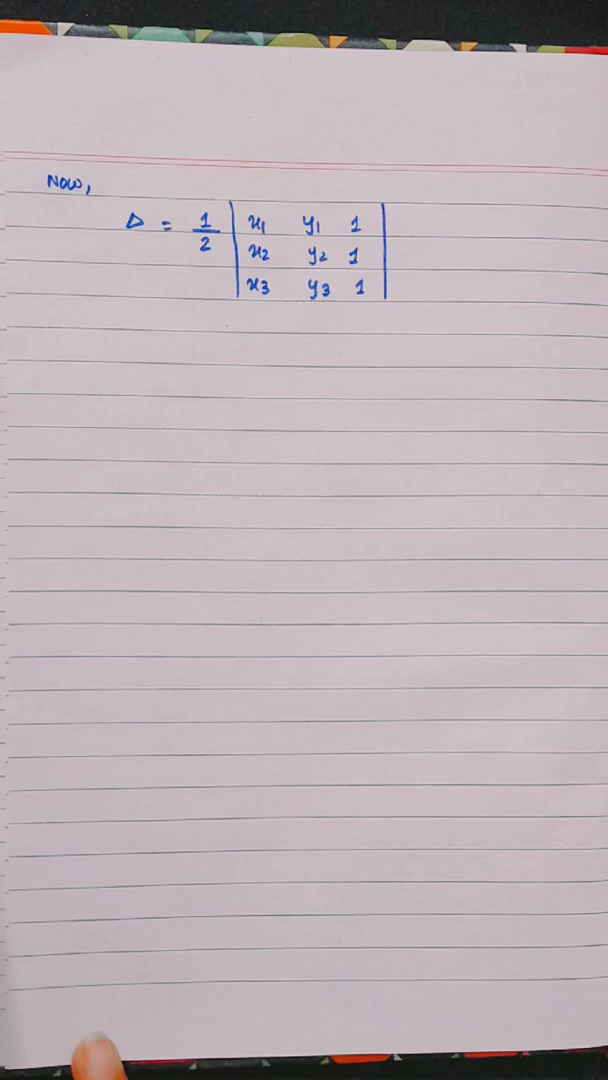 Now,
Δ = 1/2 | x1 y1 1 |
| x2 y2 1 |
| x3 y3 1 |